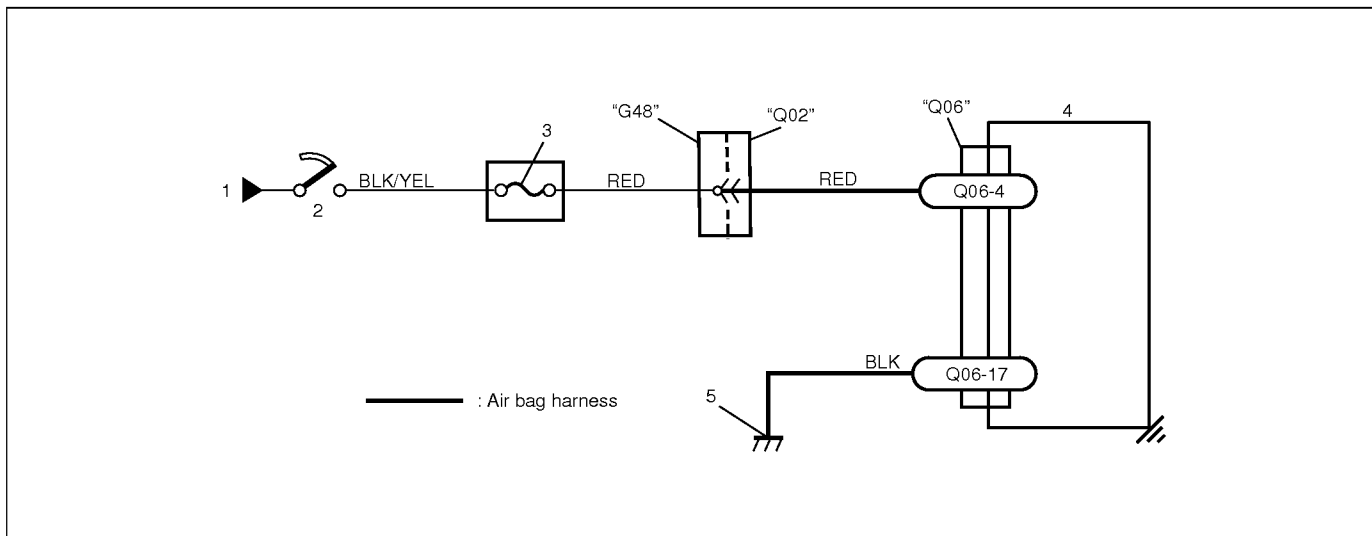 "G48" "Q02" "Q06" 4
3
1 2 BLK/YEL RED RED Q06-4
BLK Q06-17
5
: Air bag harness